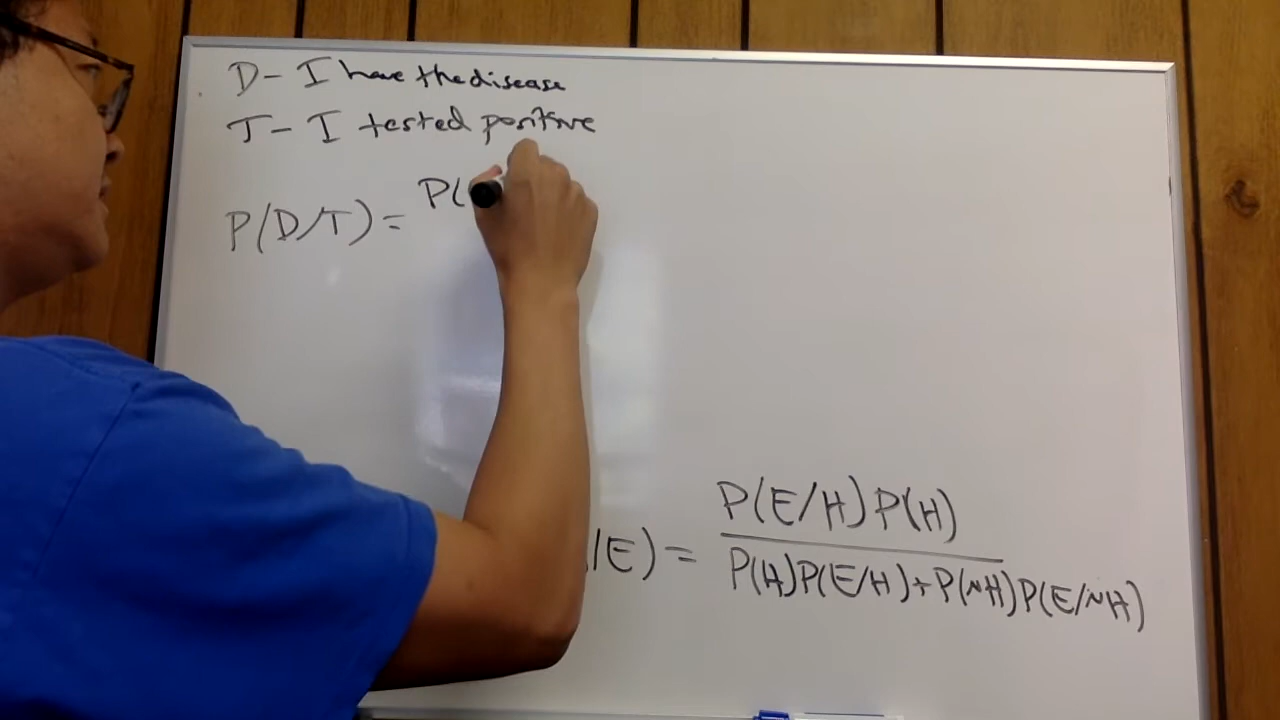 D - I have the disease
T - I tested positive
P(D/T) = P(
/E) = P(E/H)P(H)
P(H)P(E/H)+P(~H)P(E/~H)